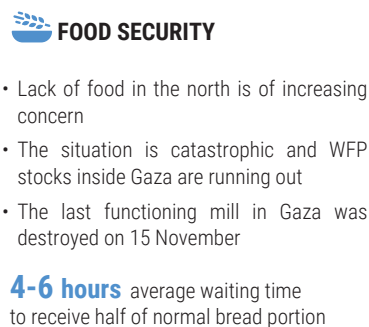 FOOD SECURITY
• Lack of food in the north is of increasing
concern
• The situation is catastrophic and WFP
stocks inside Gaza are running out
• The last functioning mill in Gaza was
destroyed on 15 November
4-6 hours average waiting time
to receive half of normal bread portion